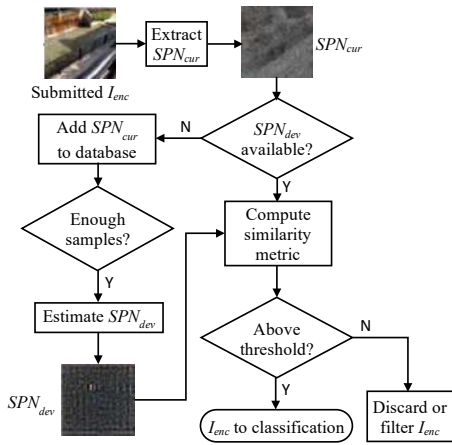 Submitted I_enc
Extract
SPN_cur
SPN_cur
SPN_dev
available?
N
Y
Add SPN_cur
to database
Enough
samples?
Y
Estimate SPN_dev
SPN_dev
Compute
similarity
metric
Above
threshold?
N
Y
I_enc to classification
Discard or
filter I_enc